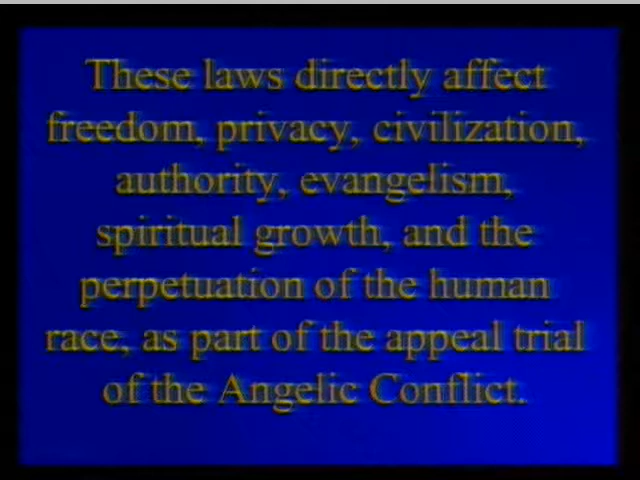 These laws directly affect
freedom, privacy, civilization,
authority, evangelism,
spiritual growth, and the
perpetuation of the human
race, as part of the appeal trial
of the Angelic Conflict.